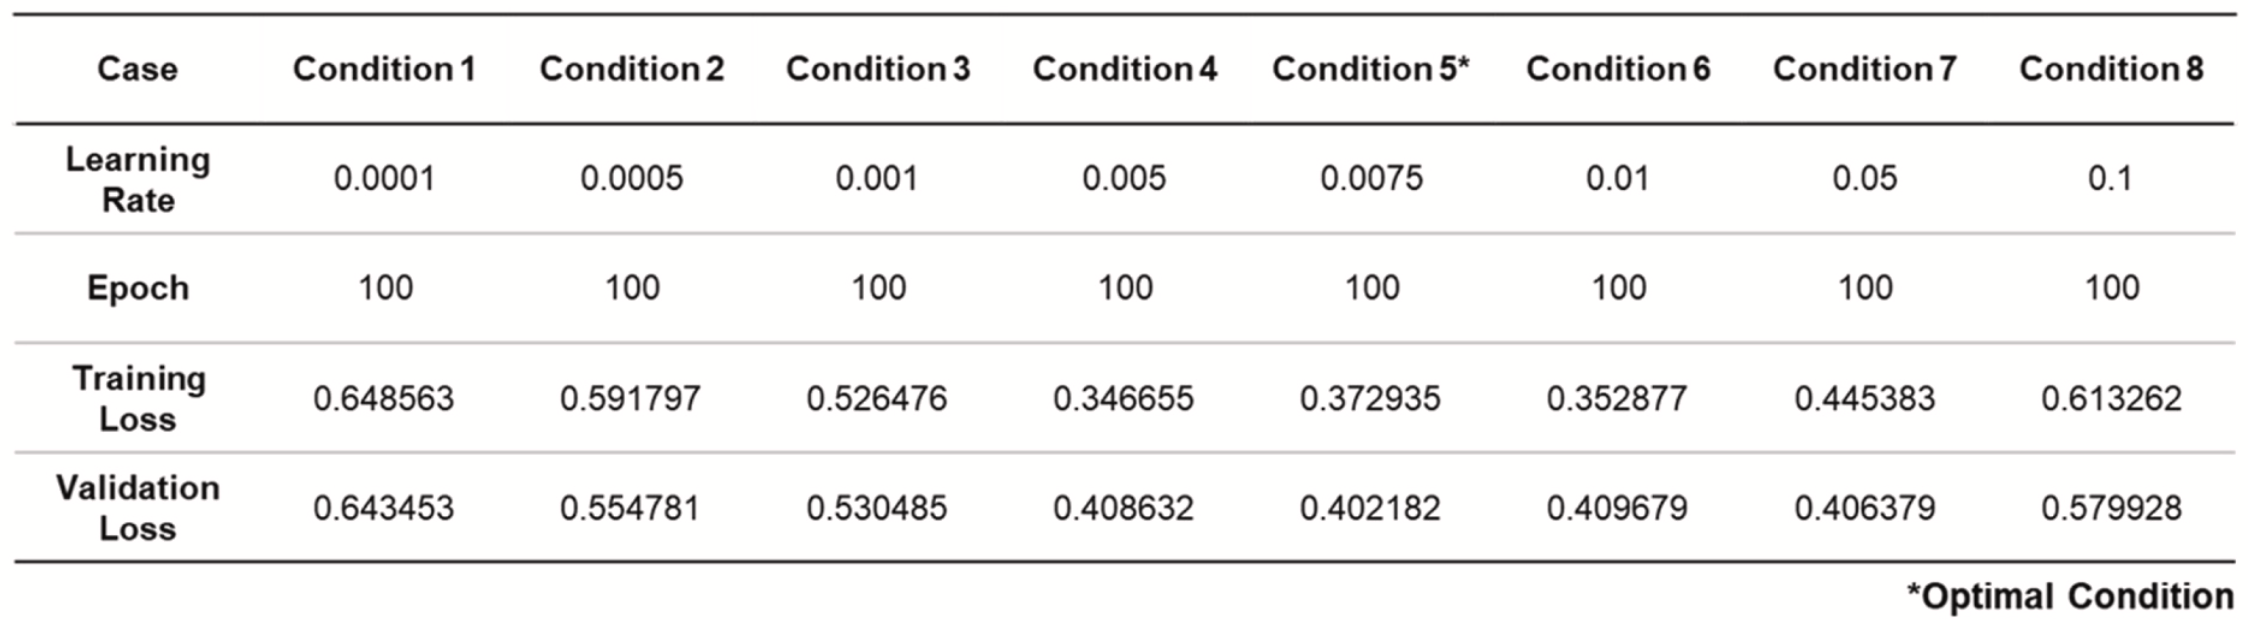 Case Condition 1 Condition 2 Condition 3 Condition 4 Condition 5* Condition 6 Condition 7 Condition 8
Learning
Rate 0.0001 0.0005 0.001 0.005 0.0075 0.01 0.05 0.1
Epoch 100 100 100 100 100 100 100 100
Training
Loss 0.648563 0.591797 0.526476 0.346655 0.372935 0.352877 0.445383 0.613262
Validation
Loss 0.643453 0.554781 0.530485 0.408632 0.402182 0.409679 0.406379 0.579928
*Optimal Condition